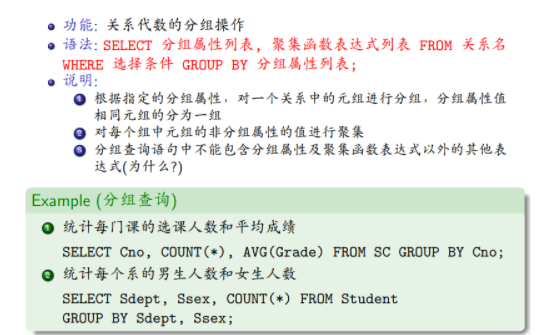 功能: 关系代数的分组操作
语法: SELECT 分组属性列表, 聚集函数表达式列表 FROM 关系名
WHERE 选择条件 GROUP BY 分组属性列表;
说明:
1 根据指定的分组属性，对一个关系中的元组进行分组，分组属性值
相同元组的分为一组
2 对每个组中元组的非分组属性的值进行聚集
3 分组查询语句中不能包含分组属性及聚集函数表达式以外的其他表
达式(为什么?)
Example (分组查询)
1 统计每门课的选课人数和平均成绩
SELECT Cno, COUNT(*), AVG(Grade) FROM SC GROUP BY Cno;
2 统计每个系的男生人数和女生人数
SELECT Sdept, Ssex, COUNT(*) FROM Student
GROUP BY Sdept, Ssex;